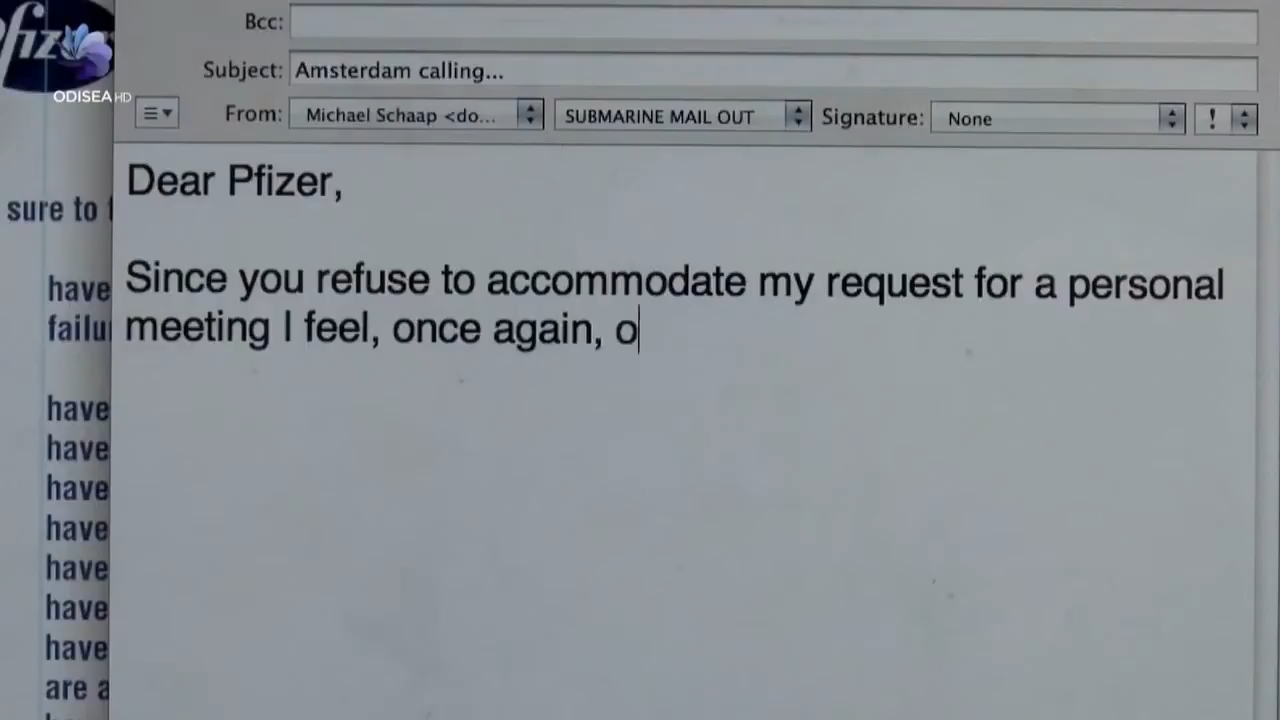 Bcc:
Subject: Amsterdam calling...
From: Michael Schaap <do... SUBMARINE MAIL OUT Signature: None !
ODISEA HD
Dear Pfizer,
Since you refuse to accommodate my request for a personal
meeting I feel, once again, o
sure to
have
failu
have
have
have
have
have
have
have
are a